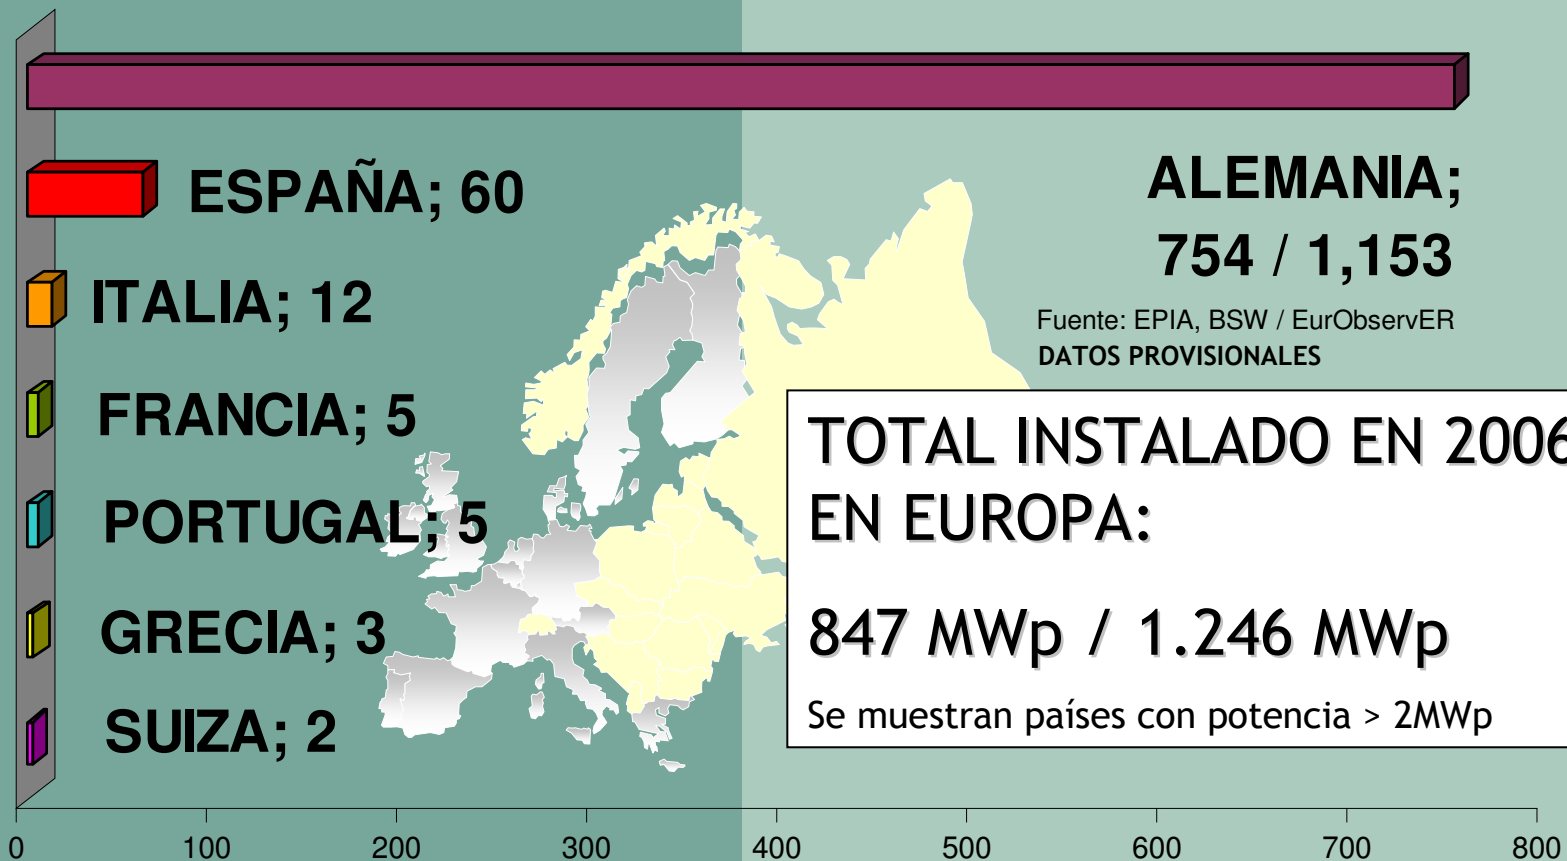 ESPAÑA; 60
ITALIA; 12
FRANCIA; 5
PORTUGAL; 5
GRECIA; 3
SUIZA; 2
ALEMANIA;
754 / 1,153
Fuente: EPIA, BSW / EurObservER
DATOS PROVISIONALES
TOTAL INSTALADO EN 2006
EN EUROPA:
847 MWp / 1.246 MWp
Se muestran países con potencia > 2MWp
0 100 200 300 400 500 600 700 800